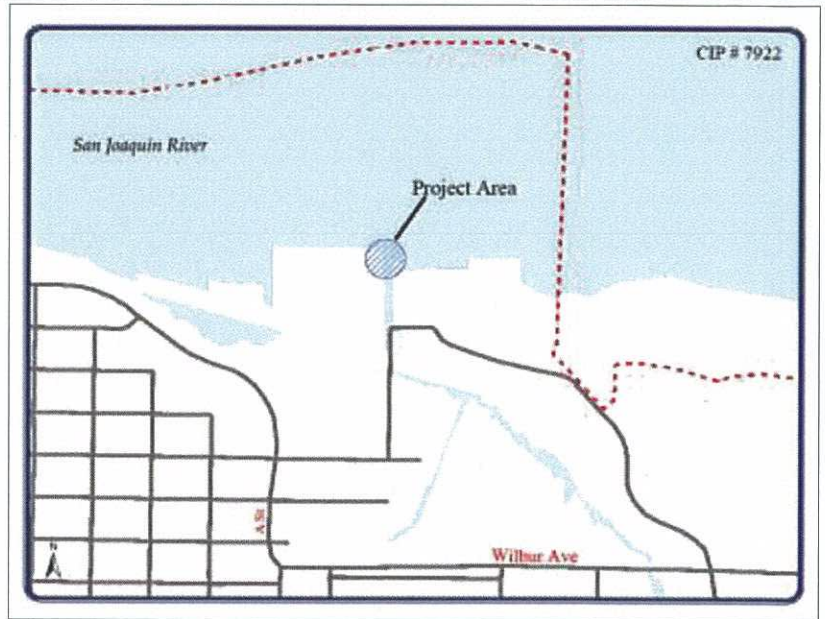 CIP # 7922
San Joaquin River
Project Area
A St
Wilbur Ave
N